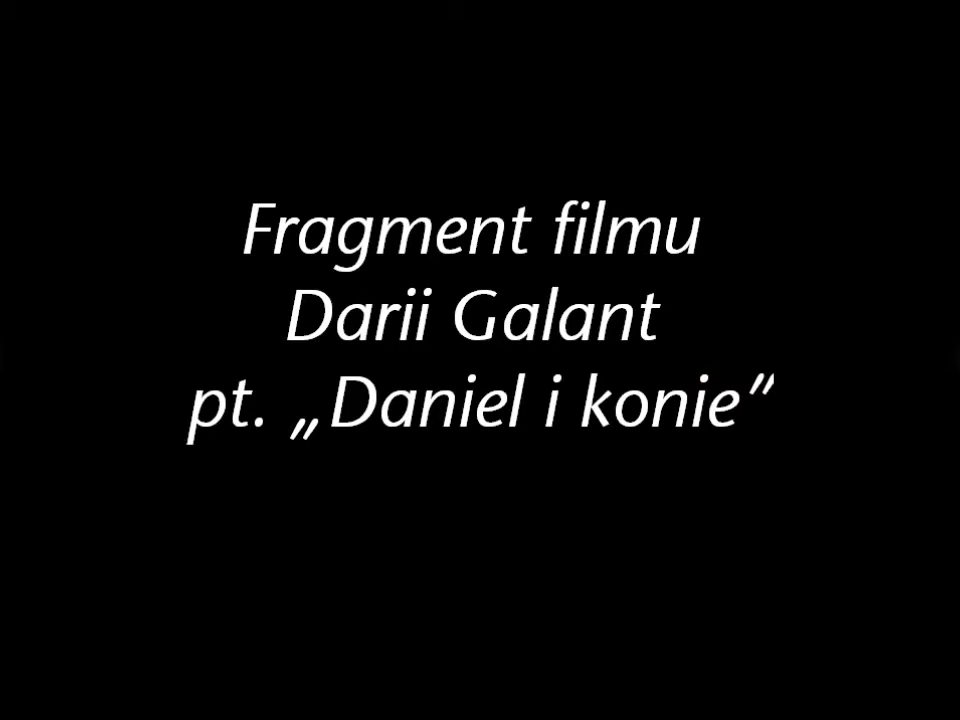 Fragment filmu
Darii Galant
pt. „Daniel i konie”